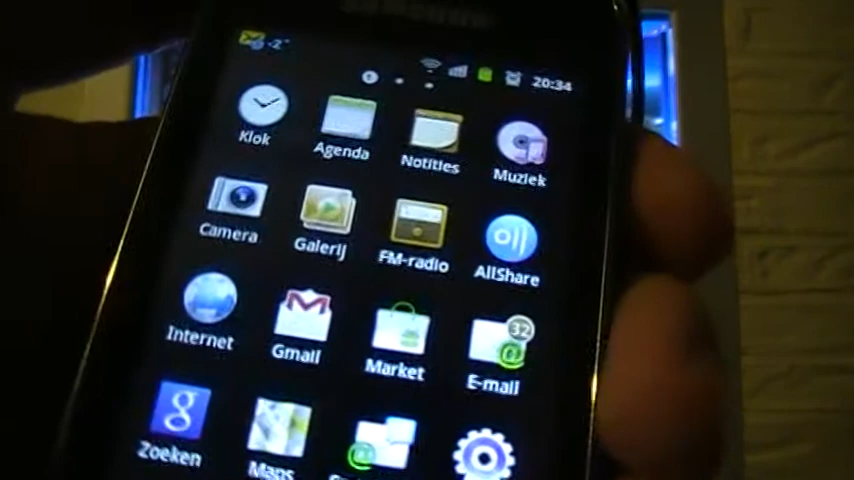 -2° 20:34
Klok Agenda Notities Muziek
Camera Galerij FM-radio AllShare
Internet Gmail Market E-mail
32
Zoeken Maps